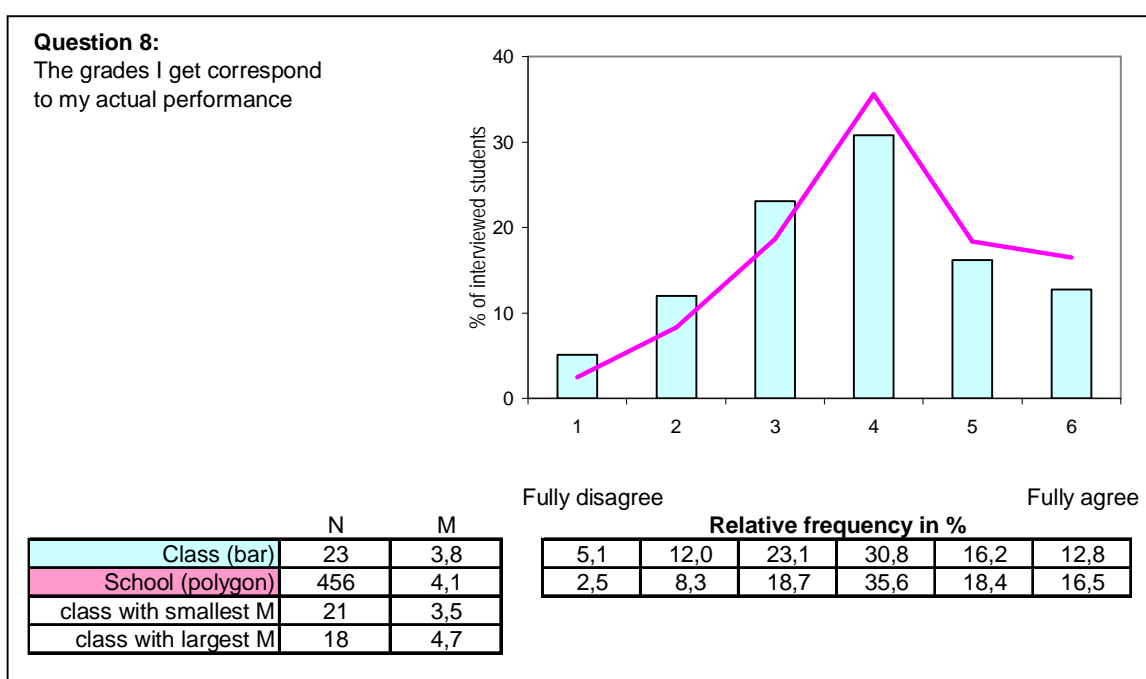 Question 8:
The grades I get correspond
to my actual performance
% of interviewed students
40
30
20
10
0
1 2 3 4 5 6
Fully disagree Fully agree
N M Relative frequency in %
Class (bar) 23 3,8 5,1 12,0 23,1 30,8 16,2 12,8
School (polygon) 456 4,1 2,5 8,3 18,7 35,6 18,4 16,5
class with smallest M 21 3,5
class with largest M 18 4,7